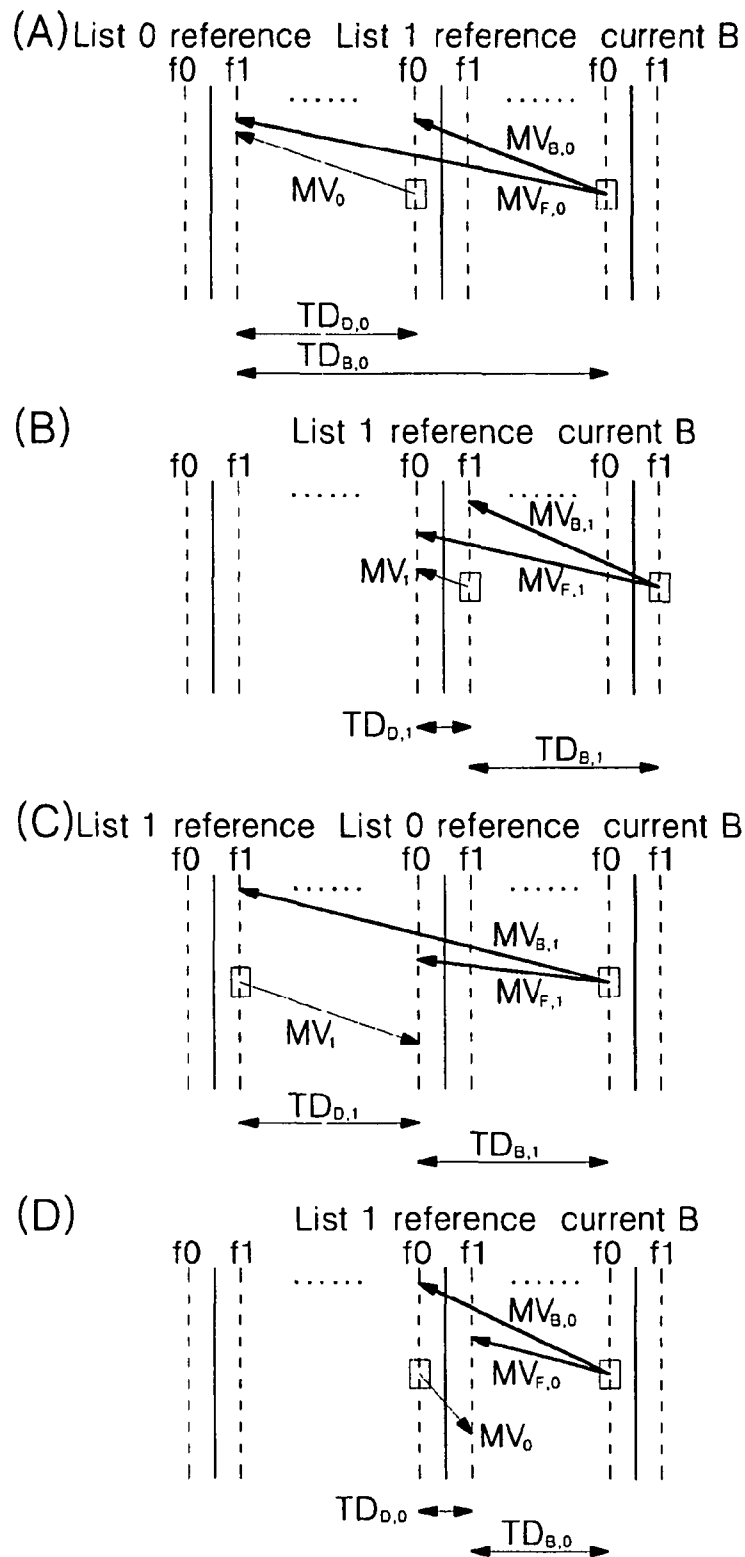 (A) List 0 reference List 1 reference current B
f0 f1 ...... f0 f1 ...... f0 f1
MV_B,0
MV_0 MV_F,0
TD_D,0
TD_B,0
(B)
List 1 reference current B
f0 f1 ...... f0 f1 ...... f0 f1
MV_B,1
MV_1 MV_F,1
TD_D,1
TD_B,1
(C) List 1 reference List 0 reference current B
f0 f1 ...... f0 f1 ...... f0 f1
MV_B,1
MV_F,1
MV_1
TD_D,1
TD_B,1
(D)
List 1 reference current B
f0 f1 ...... f0 f1 ...... f0 f1
MV_B,0
MV_F,0
MV_0
TD_D,0
TD_B,0